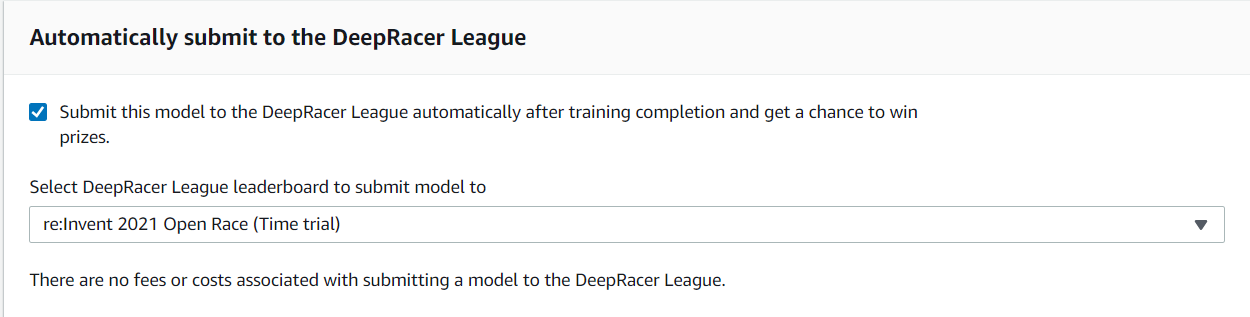 Automatically submit to the DeepRacer League
Submit this model to the DeepRacer League automatically after training completion and get a chance to win
prizes.
Select DeepRacer League leaderboard to submit model to
re:Invent 2021 Open Race (Time trial)
There are no fees or costs associated with submitting a model to the DeepRacer League.